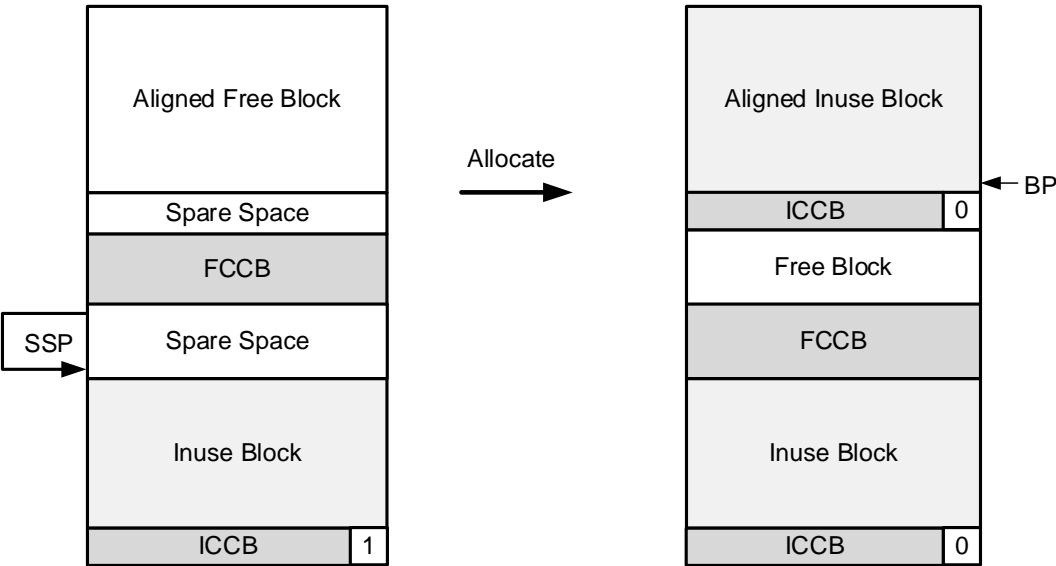 Aligned Free Block
Spare Space
FCCB
SSP
Spare Space
Inuse Block
ICCB 1
Allocate
Aligned Inuse Block
BP
ICCB 0
Free Block
FCCB
Inuse Block
ICCB 0